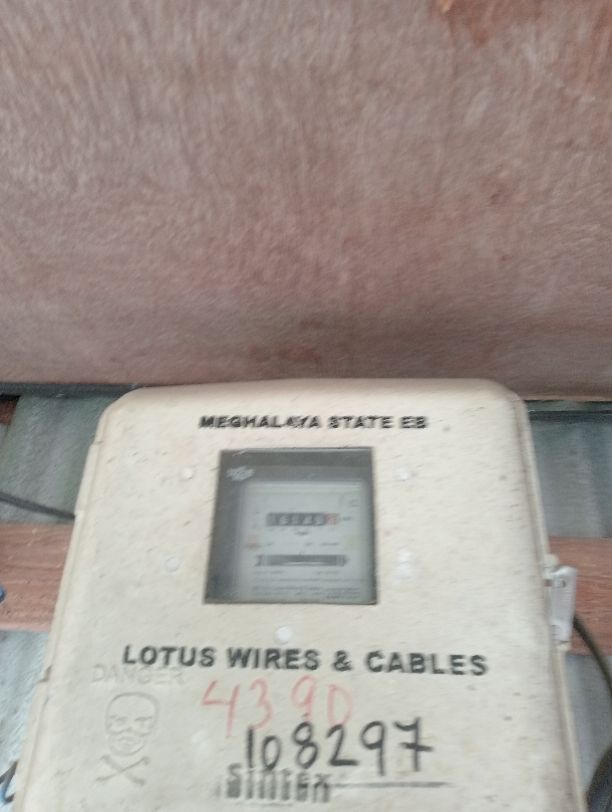 MEGHALAYA STATE EB
LOTUS WIRES & CABLES
DANGER
4390
108297
Sintex